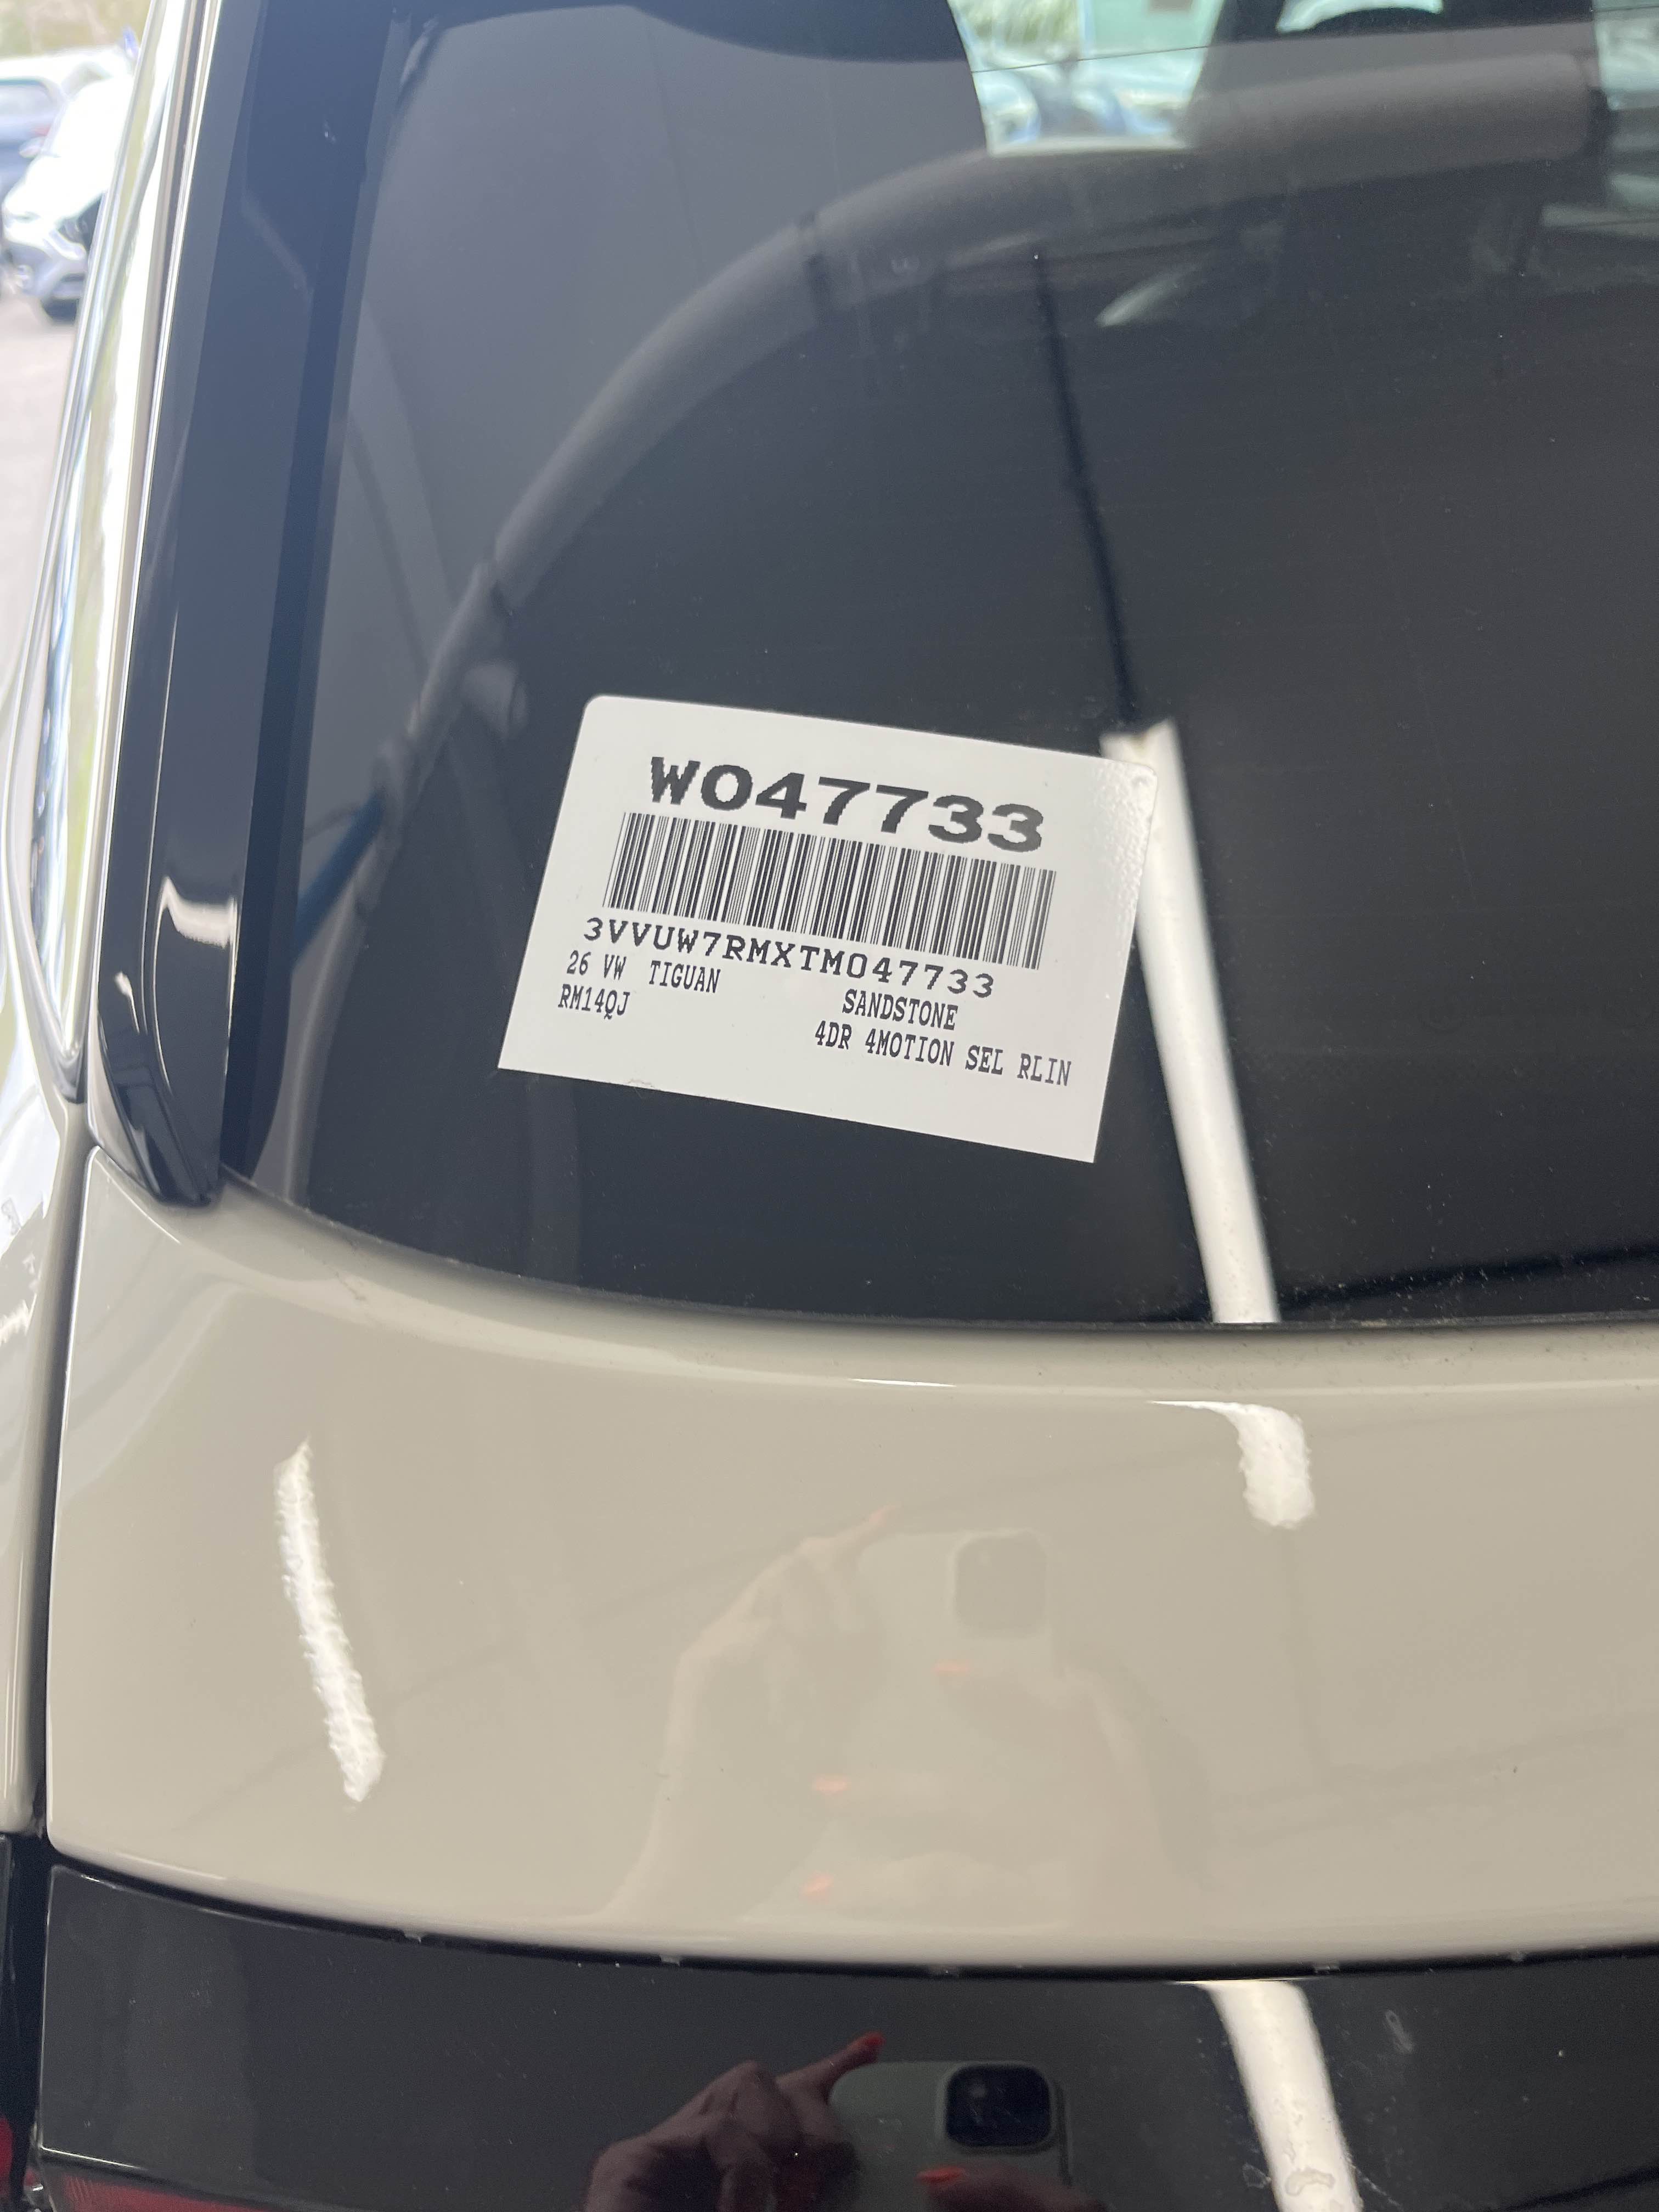 W047733
3VVUW7RMXTM047733
26 VW TIGUAN SANDSTONE
RM14QJ 4DR 4MOTION SEL RLIN